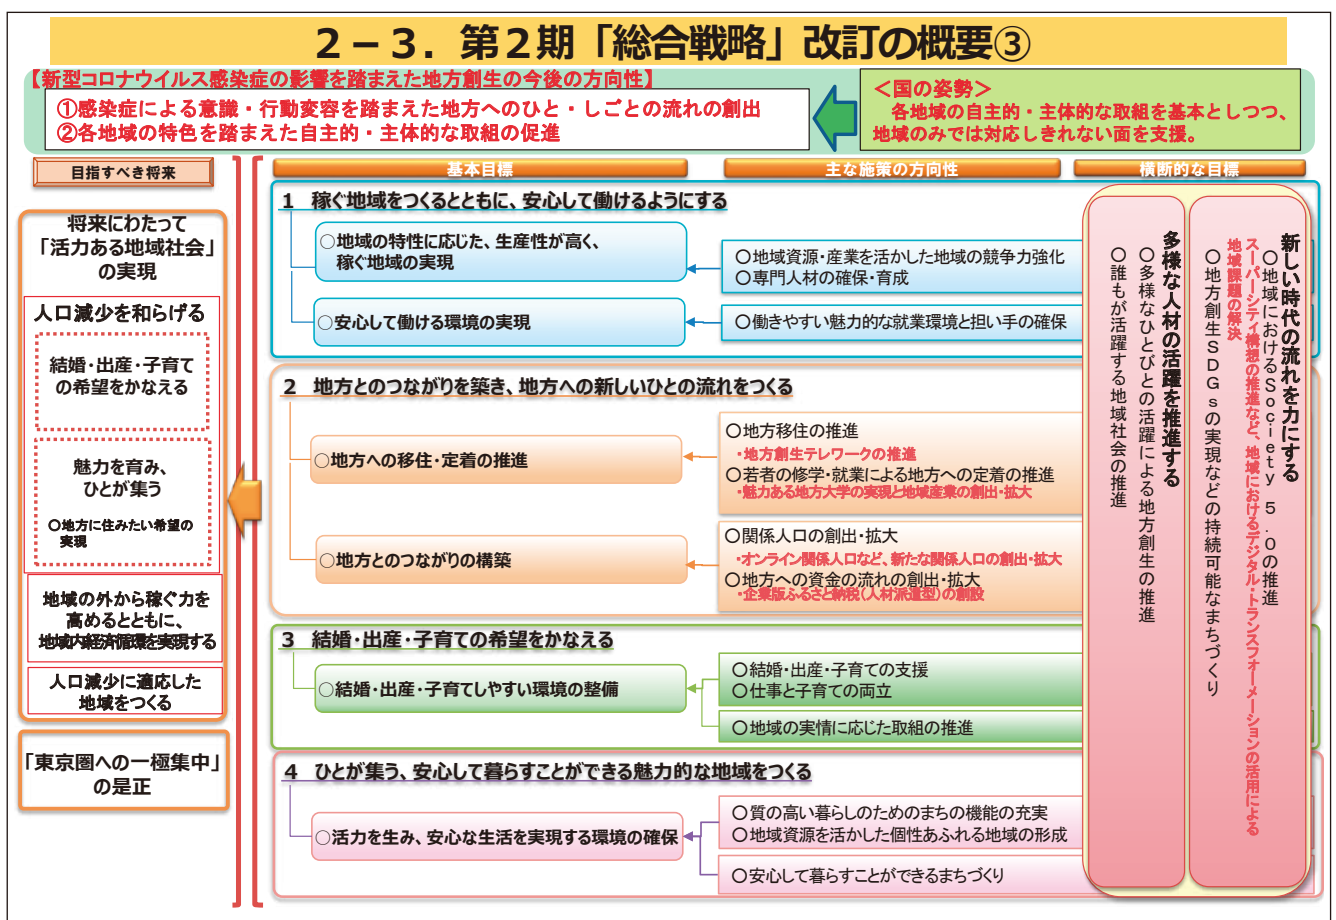 ２－３．第２期「総合戦略」改訂の概要③
【新型コロナウイルス感染症の影響を踏まえた地方創生の今後の方向性】
①感染症による意識・行動変容を踏まえた地方へのひと・しごとの流れの創出
②各地域の特色を踏まえた自主的・主体的な取組の促進
＜国の姿勢＞
各地域の自主的・主体的な取組を基本としつつ、
地域のみでは対応しきれない面を支援。
目指すべき将来
将来にわたって
「活力ある地域社会」
の実現
人口減少を和らげる
結婚・出産・子育て
の希望をかなえる
魅力を育み、
ひとが集う
○地方に住みたい希望の
実現
地域の外から稼ぐ力を
高めるとともに、
地域内経済循環を実現する
人口減少に適応した
地域をつくる
「東京圏への一極集中」
の是正
基本目標
主な施策の方向性
横断的な目標
１　稼ぐ地域をつくるとともに、安心して働けるようにする
○地域の特性に応じた、生産性が高く、
稼ぐ地域の実現
○地域資源・産業を活かした地域の競争力強化
○専門人材の確保・育成
○安心して働ける環境の実現
○働きやすい魅力的な就業環境と担い手の確保
２　地方とのつながりを築き、地方への新しいひとの流れをつくる
○地方への移住・定着の推進
○地方移住の推進
・地方創生テレワークの推進
○若者の修学・就業による地方への定着の推進
・魅力ある地方大学の実現と地域産業の創出・拡大
○地方とのつながりの構築
○関係人口の創出・拡大
・オンライン関係人口など、新たな関係人口の創出・拡大
○地方への資金の流れの創出・拡大
・企業版ふるさと納税（人材派遣型）の創設
３　結婚・出産・子育ての希望をかなえる
○結婚・出産・子育てしやすい環境の整備
○結婚・出産・子育ての支援
○仕事と子育ての両立
○地域の実情に応じた取組の推進
４　ひとが集う、安心して暮らすことができる魅力的な地域をつくる
○活力を生み、安心な生活を実現する環境の確保
○質の高い暮らしのためのまちの機能の充実
○地域資源を活かした個性あふれる地域の形成
○安心して暮らすことができるまちづくり
新しい時代の流れを力にする
○地域におけるＳｏｃｉｅｔｙ５．０の推進
スーパーシティ構想の推進など、地域におけるデジタル・トランスフォーメーションの活用による
地域課題の解決
○地方創生ＳＤＧｓの実現などの持続可能なまちづくり
多様な人材の活躍を推進する
○多様なひとびとの活躍による地方創生の推進
○誰もが活躍する地域社会の推進